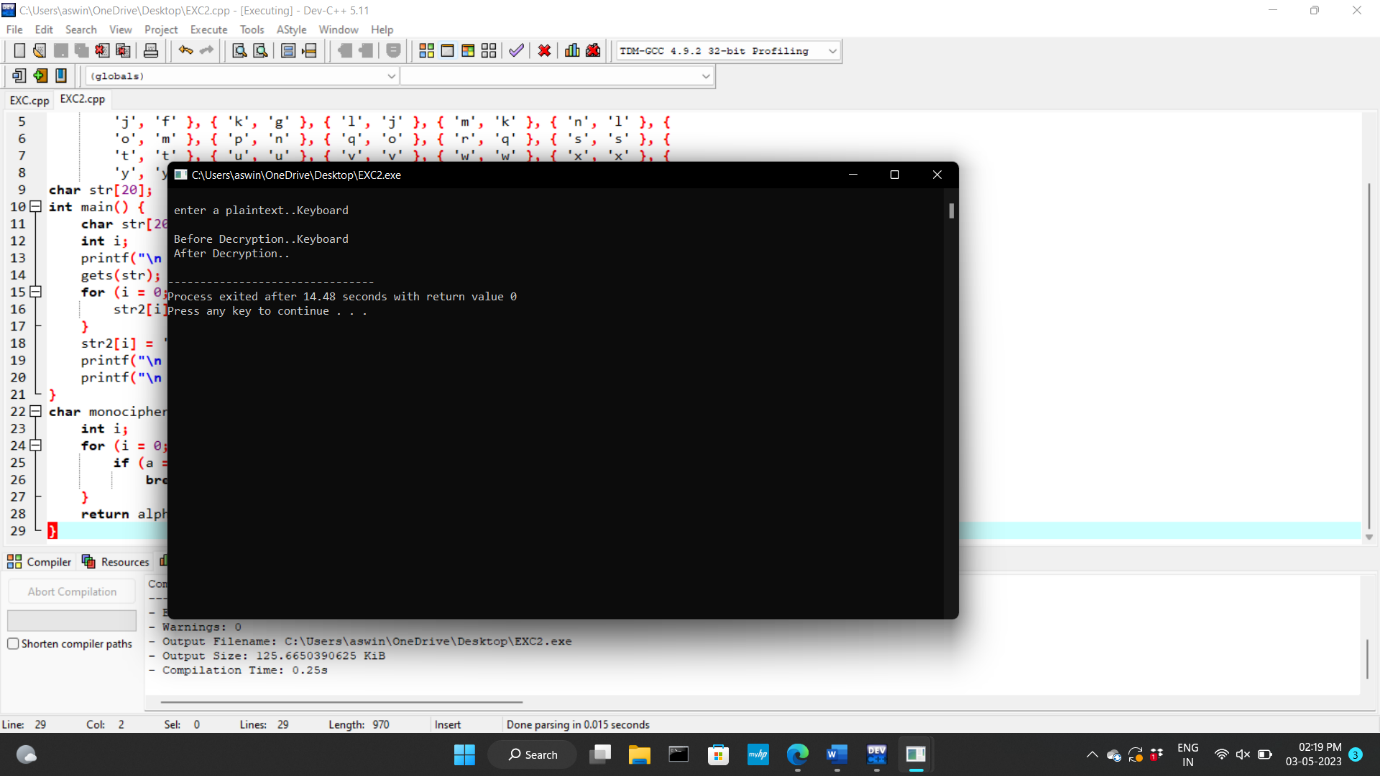 C:\Users\aswin\OneDrive\Desktop\EXC2.cpp - [Executing] - Dev-C++ 5.11
File Edit Search View Project Execute Tools AStyle Window Help
TDM-GCC 4.9.2 32-bit Profiling
(globals)
EXC.cpp EXC2.cpp
5 'j', 'f' }, { 'k', 'g' }, { 'l', 'j' }, { 'm', 'k' }, { 'n', 'l' }, {
6 'o', 'm' }, { 'p', 'n' }, { 'q', 'o' }, { 'r', 'q' }, { 's', 's' }, {
7 't', 't' }, { 'u', 'u' }, { 'v', 'v' }, { 'w', 'w' }, { 'x', 'x' }, {
8 'y', 'y
9 char str[20];
10 int main() {
11 char str[20
12 int i;
13 printf("\n
14 gets(str);
15 for (i = 0;
16 str2[i]
17 }
18 str2[i] = '
19 printf("\n
20 printf("\n
21 }
22 char monocipher
23 int i;
24 for (i = 0;
25 if (a =
26 bre
27 }
28 return alph
29 }
C:\Users\aswin\OneDrive\Desktop\EXC2.exe
enter a plaintext..Keyboard
Before Decryption..Keyboard
After Decryption..
--------------------------------
Process exited after 14.48 seconds with return value 0
Press any key to continue . . .
Compiler Resources
Abort Compilation
Shorten compiler paths
Com
- Warnings: 0
- Output Filename: C:\Users\aswin\OneDrive\Desktop\EXC2.exe
- Output Size: 125.6650390625 KiB
- Compilation Time: 0.25s
Line: 29 Col: 2 Sel: 0 Lines: 29 Length: 970 Insert Done parsing in 0.015 seconds
Search
myhp
DEV
ENG
IN
02:19 PM
03-05-2023
3